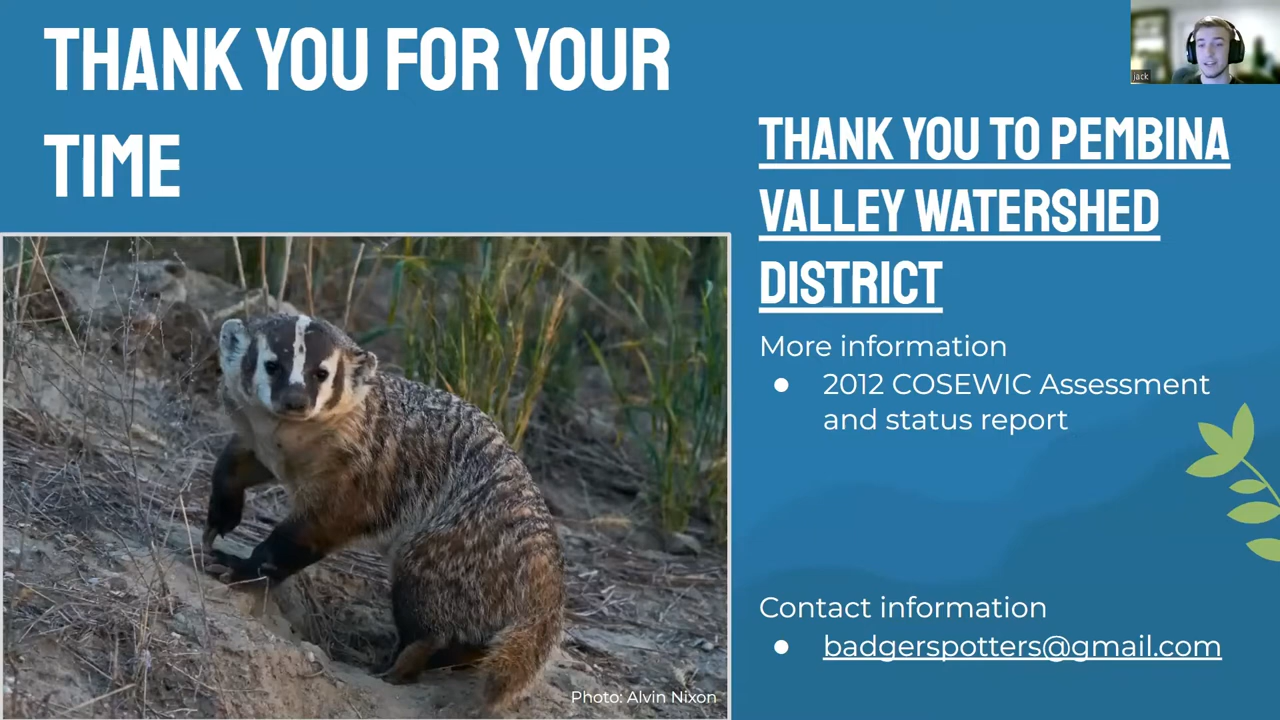 THANK YOU FOR YOUR
TIME
jack
THANK YOU TO PEMBINA
VALLEY WATERSHED
DISTRICT
More information
● 2012 COSEWIC Assessment
and status report
Contact information
● badgerspotters@gmail.com
Photo: Alvin Nixon